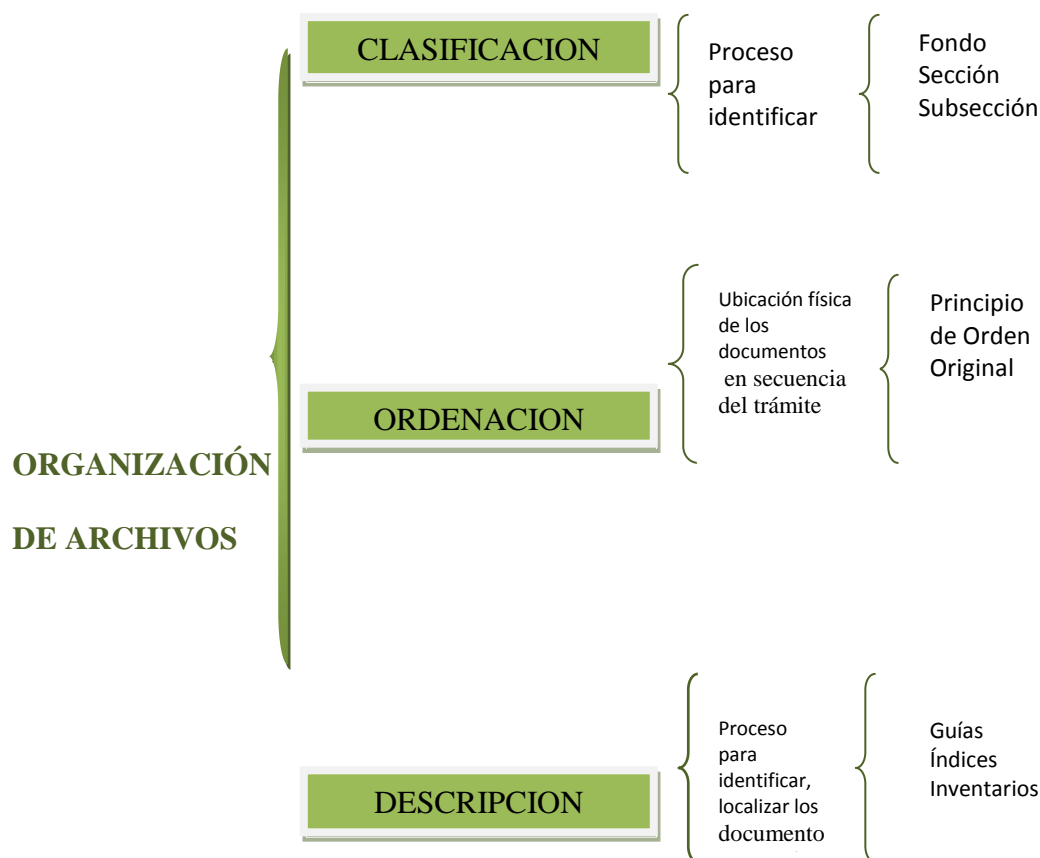 CLASIFICACION
Proceso
para
identificar
Fondo
Sección
Subsección
ORGANIZACIÓN
DE ARCHIVOS
ORDENACION
Ubicación física
de los
documentos
en secuencia
del trámite
Principio
de Orden
Original
DESCRIPCION
Proceso
para
identificar,
localizar los
documento
Guías
Índices
Inventarios